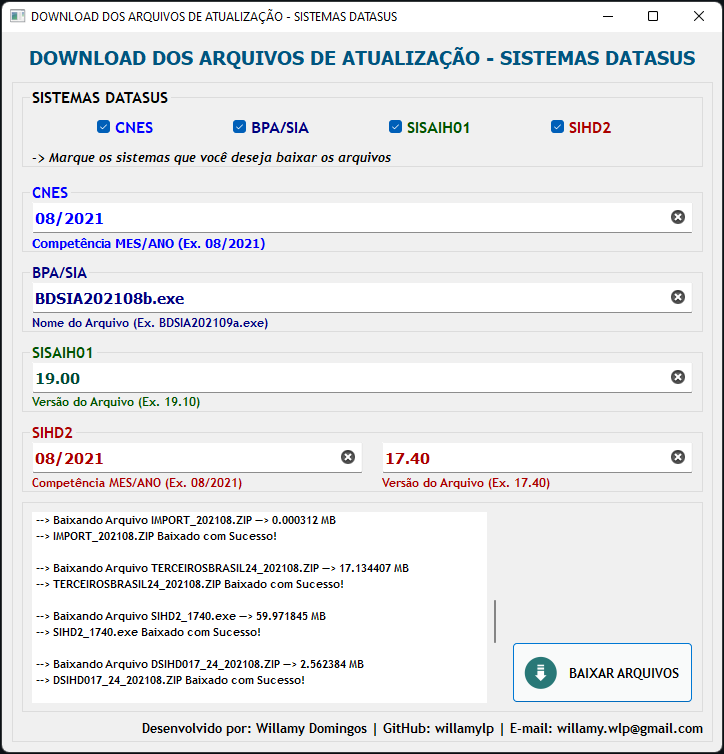 DOWNLOAD DOS ARQUIVOS DE ATUALIZAÇÃO - SISTEMAS DATASUS
DOWNLOAD DOS ARQUIVOS DE ATUALIZAÇÃO - SISTEMAS DATASUS
SISTEMAS DATASUS
CNES BPA/SIA SISAIH01 SIHD2
-> Marque os sistemas que você deseja baixar os arquivos
CNES
08/2021
Competência MES/ANO (Ex. 08/2021)
BPA/SIA
BDSIA202108b.exe
Nome do Arquivo (Ex. BDSIA202109a.exe)
SISAIH01
19.00
Versão do Arquivo (Ex. 19.10)
SIHD2
08/2021 17.40
Competência MES/ANO (Ex. 08/2021) Versão do Arquivo (Ex. 17.40)
--> Baixando Arquivo IMPORT_202108.ZIP --> 0.000312 MB
--> IMPORT_202108.ZIP Baixado com Sucesso!
--> Baixando Arquivo TERCEIROSBRASIL24_202108.ZIP --> 17.134407 MB
--> TERCEIROSBRASIL24_202108.ZIP Baixado com Sucesso!
--> Baixando Arquivo SIHD2_1740.exe --> 59.971845 MB
--> SIHD2_1740.exe Baixado com Sucesso!
--> Baixando Arquivo DSIHD017_24_202108.ZIP --> 2.562384 MB
--> DSIHD017_24_202108.ZIP Baixado com Sucesso!
BAIXAR ARQUIVOS
Desenvolvido por: Willamy Domingos | GitHub: willamylp | E-mail: willamy.wlp@gmail.com